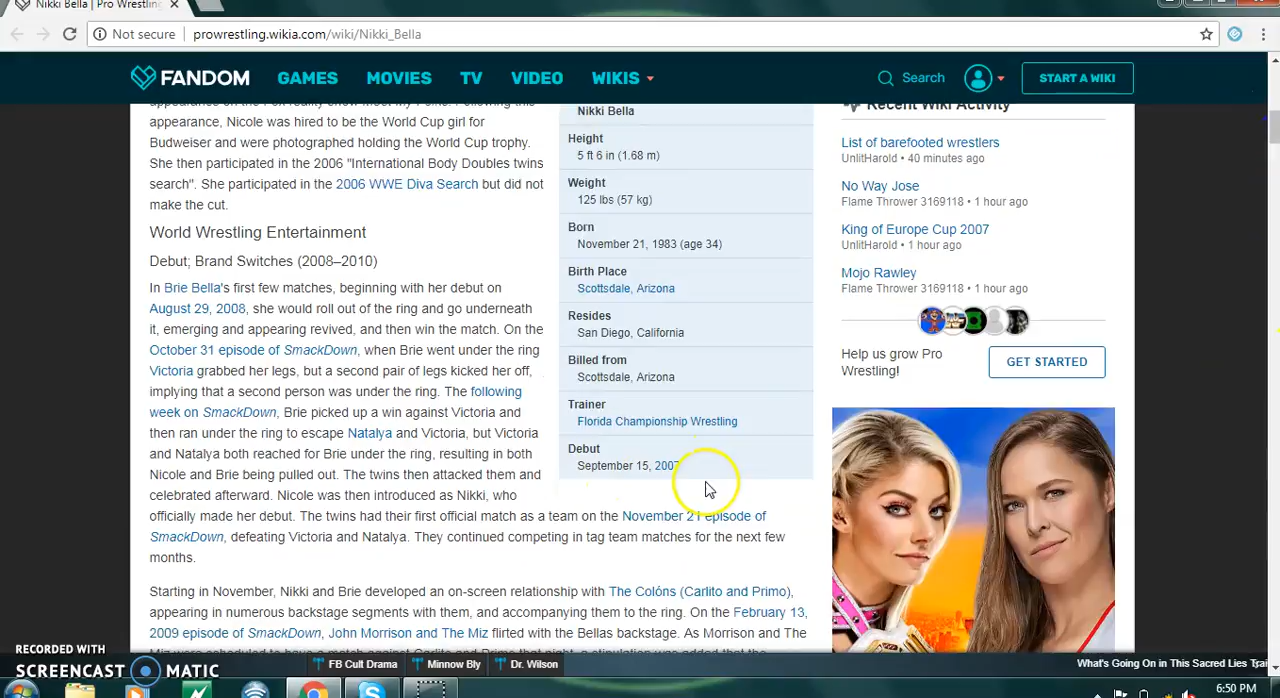 Nikki Bella | Pro Wrestling
Not secure | prowrestling.wikia.com/wiki/Nikki_Bella
FANDOM GAMES MOVIES TV VIDEO WIKIS Search START A WIKI
appearance, Nicole was hired to be the World Cup girl for
Budweiser and were photographed holding the World Cup trophy.
She then participated in the 2006 "International Body Doubles twins
search". She participated in the 2006 WWE Diva Search but did not
make the cut.
World Wrestling Entertainment
Debut; Brand Switches (2008–2010)
In Brie Bella's first few matches, beginning with her debut on
August 29, 2008, she would roll out of the ring and go underneath
it, emerging and appearing revived, and then win the match. On the
October 31 episode of SmackDown, when Brie went under the ring
Victoria grabbed her legs, but a second pair of legs kicked her off,
implying that a second person was under the ring. The following
week on SmackDown, Brie picked up a win against Victoria and
then ran under the ring to escape Natalya and Victoria, but Victoria
and Natalya both reached for Brie under the ring, resulting in both
Nicole and Brie being pulled out. The twins then attacked them and
celebrated afterward. Nicole was then introduced as Nikki, who
officially made her debut. The twins had their first official match as a team on the November 21 episode of
SmackDown, defeating Victoria and Natalya. They continued competing in tag team matches for the next few
months.
Starting in November, Nikki and Brie developed an on-screen relationship with The Colóns (Carlito and Primo),
appearing in numerous backstage segments with them, and accompanying them to the ring. On the February 13,
2009 episode of SmackDown, John Morrison and The Miz flirted with the Bellas backstage. As Morrison and The
Nikki Bella
Height
5 ft 6 in (1.68 m)
Weight
125 lbs (57 kg)
Born
November 21, 1983 (age 34)
Birth Place
Scottsdale, Arizona
Resides
San Diego, California
Billed from
Scottsdale, Arizona
Trainer
Florida Championship Wrestling
Debut
September 15, 2007
Recent Wiki Activity
List of barefooted wrestlers
UnlitHarold • 40 minutes ago
No Way Jose
Flame Thrower 3169118 • 1 hour ago
King of Europe Cup 2007
UnlitHarold • 1 hour ago
Mojo Rawley
Flame Thrower 3169118 • 1 hour ago
Help us grow Pro
Wrestling!
GET STARTED
RECORDED WITH
SCREENCAST MATIC
FB Cult Drama Minnow Bly Dr. Wilson What's Going On in This Sacred Lies Trai
6:50 PM